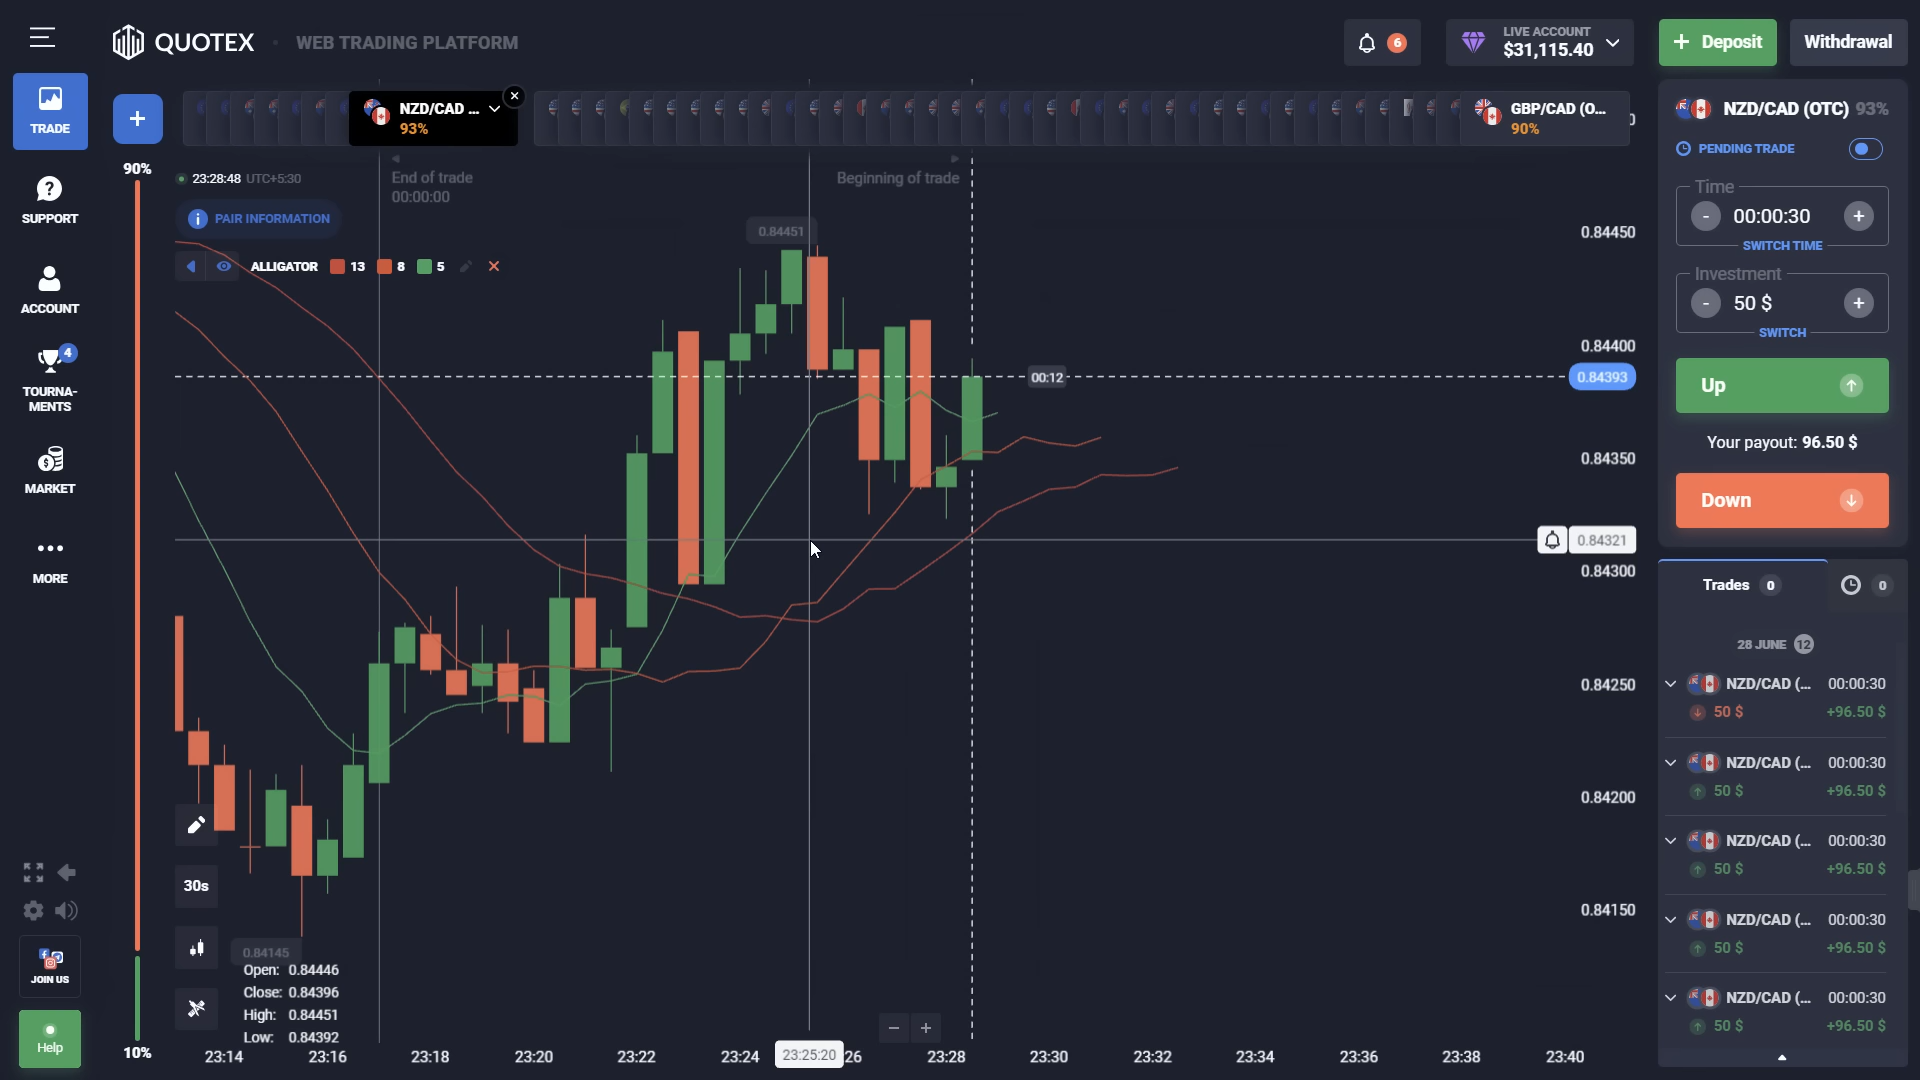 QUOTEX
WEB TRADING PLATFORM
6
LIVE ACCOUNT
$31,115.40
Deposit
Withdrawal
TRADE
SUPPORT
ACCOUNT
4
TOURNA-
MENTS
MARKET
MORE
JOIN US
Help
NZD/CAD ...
93%
GBP/CAD (O...
90%
90%
10%
23:28:48 UTC+5:30
End of trade
00:00:00
Beginning of trade
PAIR INFORMATION
ALLIGATOR 13 8 5
0.84451
00:12
0.84450
0.84400
0.84393
0.84350
0.84321
0.84300
0.84250
0.84200
0.84150
30s
0.84145
Open: 0.84446
Close: 0.84396
High: 0.84451
Low: 0.84392
23:14
23:16
23:18
23:20
23:22
23:24
23:25:20
26
23:28
23:30
23:32
23:34
23:36
23:38
23:40
NZD/CAD (OTC) 93%
PENDING TRADE
Time
- 00:00:30 +
SWITCH TIME
Investment
- 50 $ +
SWITCH
Up
Your payout: 96.50 $
Down
Trades 0
0
28 JUNE 12
NZD/CAD (... 00:00:30
50 $ +96.50 $
NZD/CAD (... 00:00:30
50 $ +96.50 $
NZD/CAD (... 00:00:30
50 $ +96.50 $
NZD/CAD (... 00:00:30
50 $ +96.50 $
NZD/CAD (... 00:00:30
50 $ +96.50 $